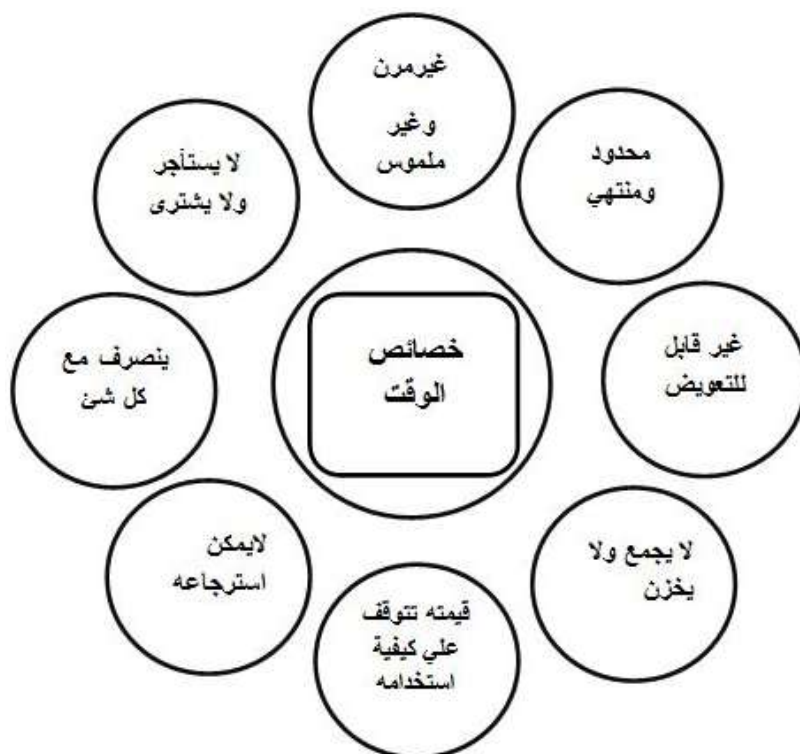 خصائص
الوقت
غيرمرن
وغير
ملموس
محدود
ومنتهي
غير قابل
للتعويض
لا يجمع ولا
يخزن
قيمته تتوقف
علي كيفية
استخدامه
لايمكن
استرجاعه
ينصرف مع
كل شئ
لا يستأجر
ولا يشترى